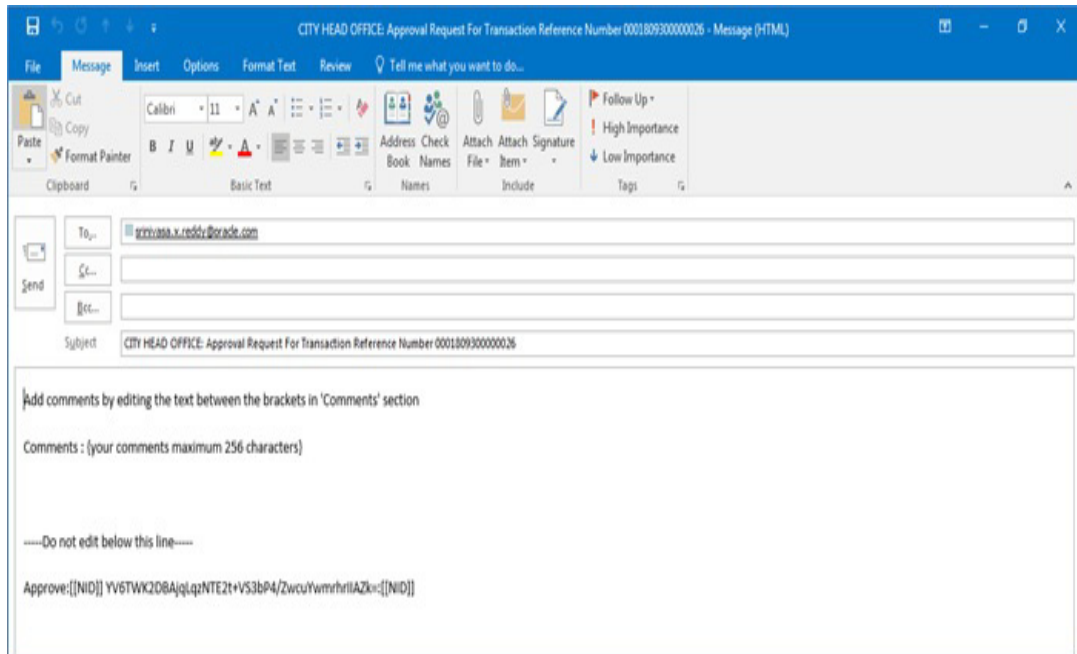 CITY HEAD OFFICE: Approval Request For Transaction Reference Number 0001809300000026 - Message (HTML)
File Message Insert Options Format Text Review Tell me what you want to do...
Cut
Copy
Format Painter
Paste
Calibri 11
B I U
Address Book
Check Names
Attach File
Attach Item
Signature
Follow Up
High Importance
Low Importance
Clipboard Basic Text Names Include Tags
To...
srinivasa.x.reddy@oracle.com
Cc...
Bcc...
Send
Subject CITY HEAD OFFICE: Approval Request For Transaction Reference Number 0001809300000026
Add comments by editing the text between the brackets in 'Comments' section
Comments : {your comments maximum 256 characters}
-----Do not edit below this line-----
Approve:[[NID]] :[[NID]]